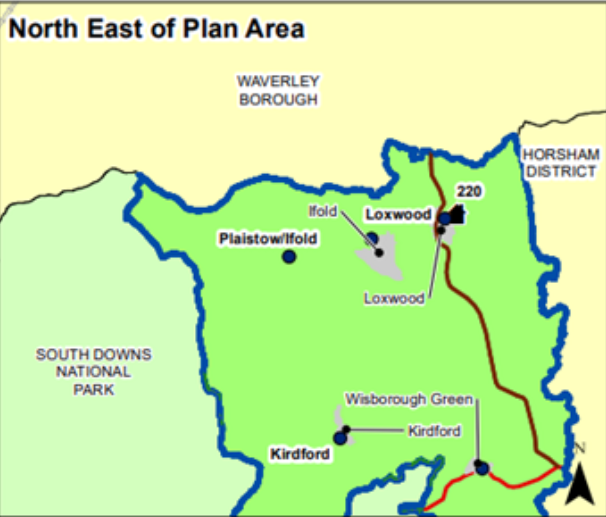 North East of Plan Area
WAVERLEY
BOROUGH
HORSHAM
DISTRICT
220
Ifold
Loxwood
Plaistow/Ifold
Loxwood
SOUTH DOWNS
NATIONAL
PARK
Wisborough Green
Kirdford
Kirdford
N